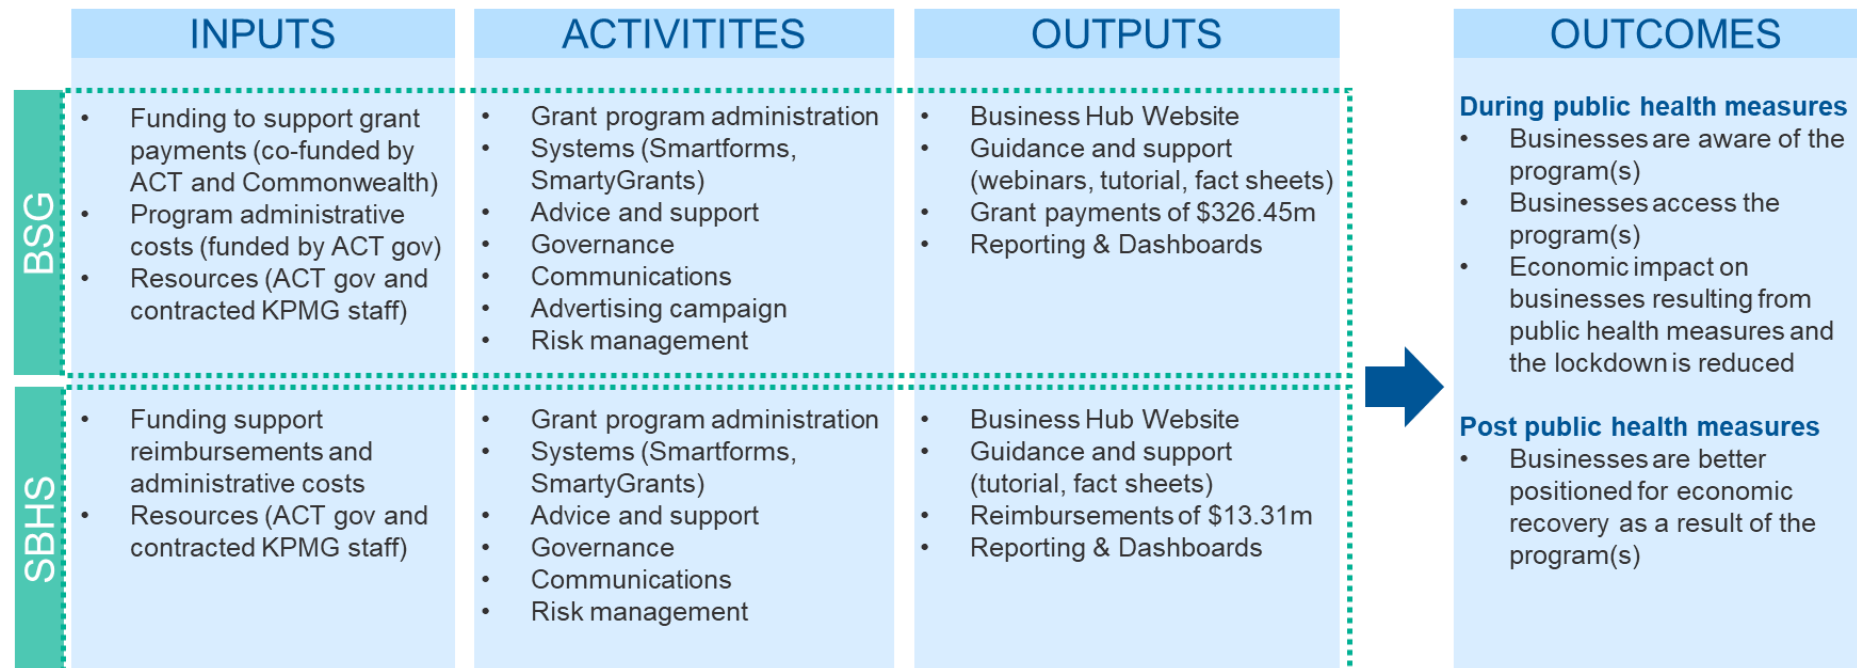 INPUTS
ACTIVITITES
OUTPUTS
OUTCOMES
BSG
• Funding to support grant
payments (co-funded by
ACT and Commonwealth)
• Program administrative
costs (funded by ACT gov)
• Resources (ACT gov and
contracted KPMG staff)
• Grant program administration
• Systems (Smartforms,
SmartyGrants)
• Advice and support
• Governance
• Communications
• Advertising campaign
• Risk management
• Business Hub Website
• Guidance and support
(webinars, tutorial, fact sheets)
• Grant payments of $326.45m
• Reporting & Dashboards
SBHS
• Funding support
reimbursements and
administrative costs
• Resources (ACT gov and
contracted KPMG staff)
• Grant program administration
• Systems (Smartforms,
SmartyGrants)
• Advice and support
• Governance
• Communications
• Risk management
• Business Hub Website
• Guidance and support
(tutorial, fact sheets)
• Reimbursements of $13.31m
• Reporting & Dashboards
During public health measures
• Businesses are aware of the
program(s)
• Businesses access the
program(s)
• Economic impact on
businesses resulting from
public health measures and
the lockdown is reduced
Post public health measures
• Businesses are better
positioned for economic
recovery as a result of the
program(s)